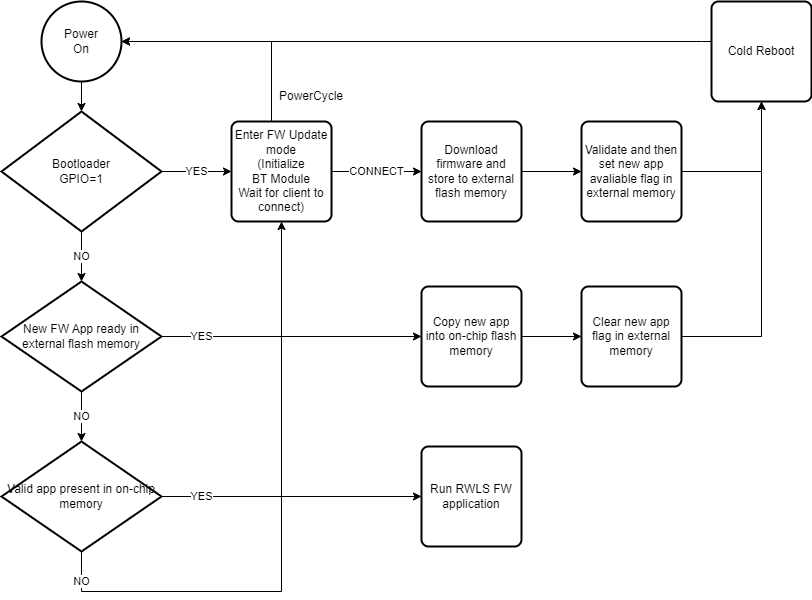 Power
On
Cold Reboot
PowerCycle
Bootloader
GPIO=1
YES
Enter FW Update
mode
(Initialize
BT Module
Wait for client to
connect)
CONNECT
Download
firmware and
store to external
flash memory
Validate and then
set new app
avaliable flag in
external memory
NO
New FW App ready in
external flash memory
YES
Copy new app
into on-chip flash
memory
Clear new app
flag in external
memory
NO
Valid app present in on-chip
memory
YES
Run RWLS FW
application
NO